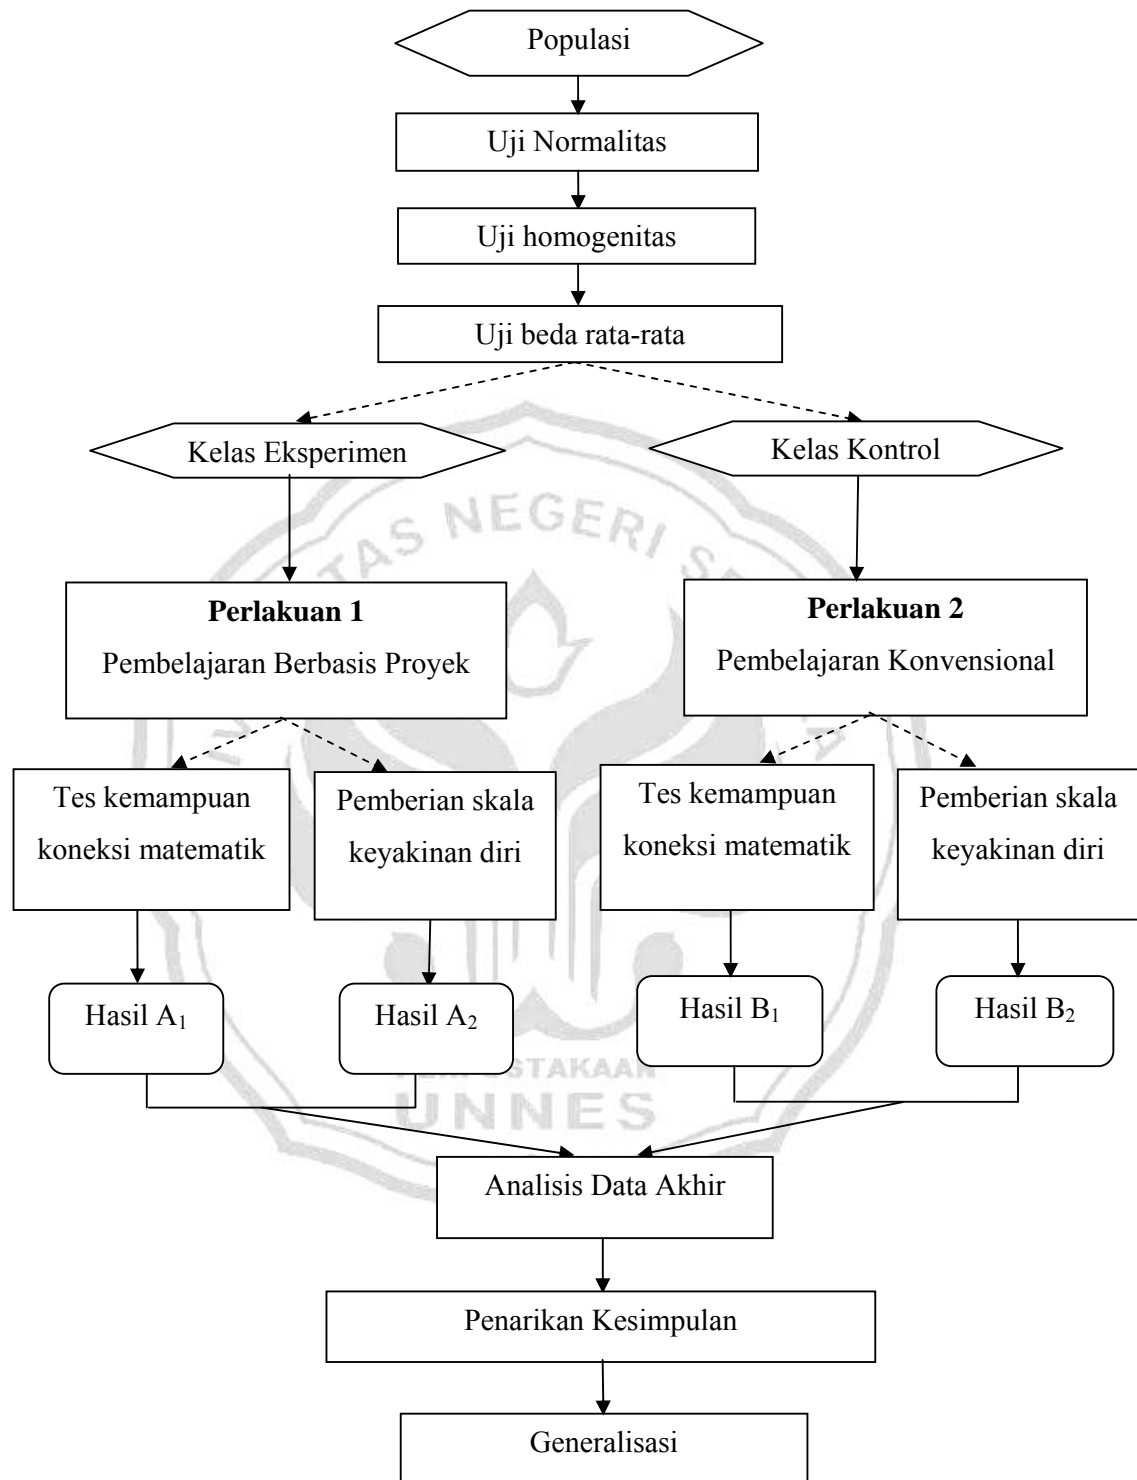 Populasi
Uji Normalitas
Uji homogenitas
Uji beda rata-rata
Kelas Eksperimen
Kelas Kontrol
NEGERI
Perlakuan 1
Pembelajaran Berbasis Proyek
Perlakuan 2
Pembelajaran Konvensional
Tes kemampuan
koneksi matematik
Pemberian skala
keyakinan diri
Tes kemampuan
koneksi matematik
Pemberian skala
keyakinan diri
Hasil A₁
Hasil A₂
Hasil B₁
Hasil B₂
UNNES
Analisis Data Akhir
Penarikan Kesimpulan
Generalisasi